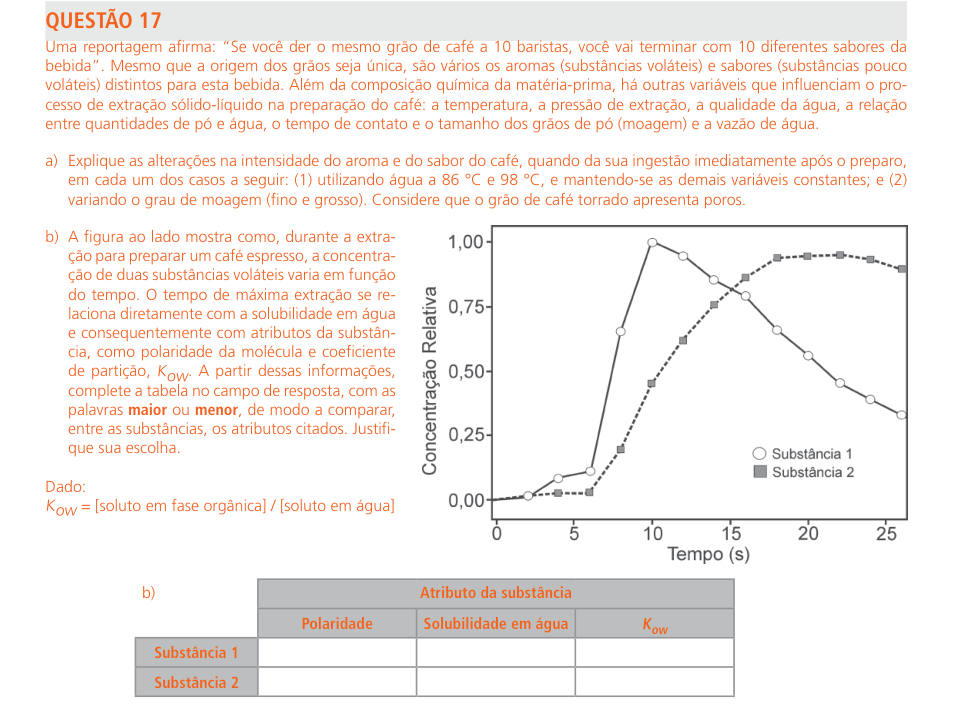 QUESTÃO 17
Uma reportagem afirma: “Se você der o mesmo grão de café a 10 baristas, você vai terminar com 10 diferentes sabores da
bebida”. Mesmo que a origem dos grãos seja única, são vários os aromas (substâncias voláteis) e sabores (substâncias pouco
voláteis) distintos para esta bebida. Além da composição química da matéria-prima, há outras variáveis que influenciam o pro-
cesso de extração sólido-líquido na preparação do café: a temperatura, a pressão de extração, a qualidade da água, a relação
entre quantidades de pó e água, o tempo de contato e o tamanho dos grãos de pó (moagem) e a vazão de água.
a) Explique as alterações na intensidade do aroma e do sabor do café, quando da sua ingestão imediatamente após o preparo,
em cada um dos casos a seguir: (1) utilizando água a 86 °C e 98 °C, e mantendo-se as demais variáveis constantes; e (2)
variando o grau de moagem (fino e grosso). Considere que o grão de café torrado apresenta poros.
b) A figura ao lado mostra como, durante a extra-
ção para preparar um café espresso, a concentra-
ção de duas substâncias voláteis varia em função
do tempo. O tempo de máxima extração se re-
laciona diretamente com a solubilidade em água
e consequentemente com atributos da substân-
cia, como polaridade da molécula e coeficiente
de partição, KOW. A partir dessas informações,
complete a tabela no campo de resposta, com as
palavras maior ou menor, de modo a comparar,
entre as substâncias, os atributos citados. Justifi-
que sua escolha.
Dado:
KOW = [soluto em fase orgânica] / [soluto em água]
Concentração Relativa
1,00
0,75
0,50
0,25
0,00
Substância 1
Substância 2
0 5 10 15 20 25
Tempo (s)
b)
Atributo da substância
Polaridade Solubilidade em água Kow
Substância 1
Substância 2